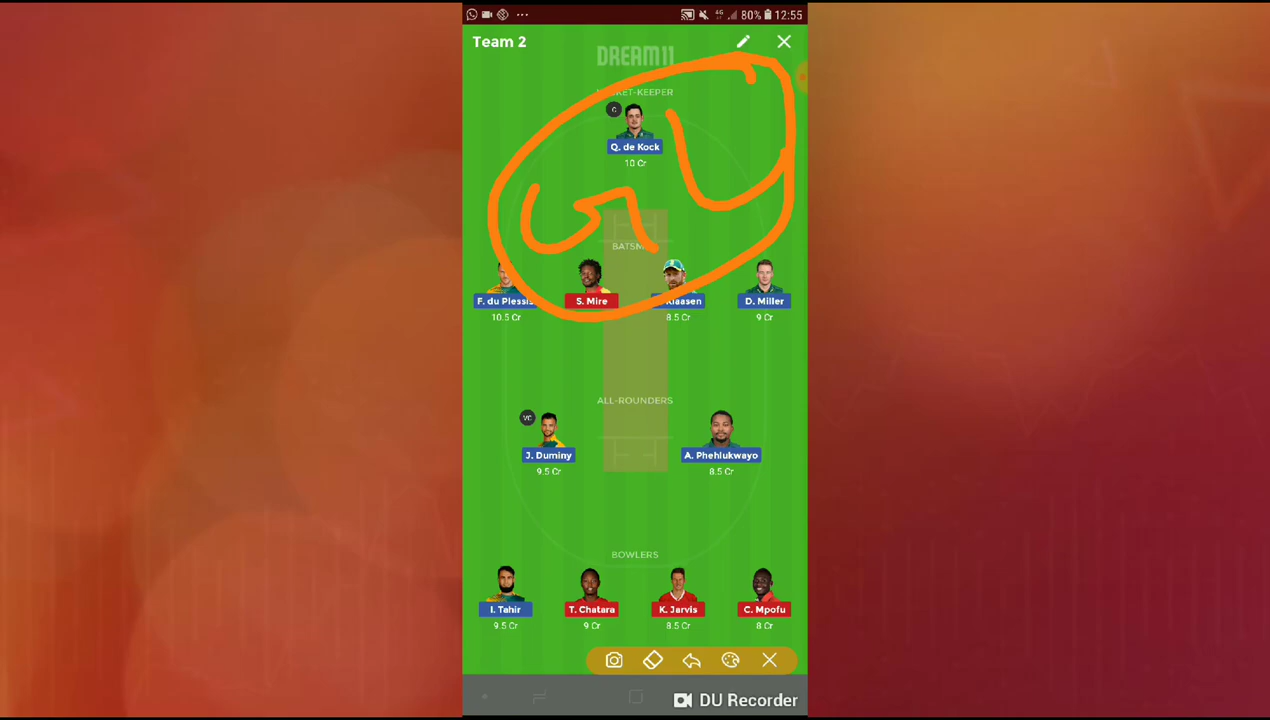 80% 12:55
Team 2
DREAM11
C
Q. de Kock
10 Cr
F. du Plessis S. Mire Klaasen D. Miller
10.5 Cr 8.5 Cr 9 Cr
ALL-ROUNDERS
VC
J. Duminy A. Phehlukwayo
9.5 Cr 8.5 Cr
BOWLERS
I. Tahir T. Chatara K. Jarvis C. Mpofu
9.5 Cr 9 Cr 8.5 Cr 8 Cr
DU Recorder